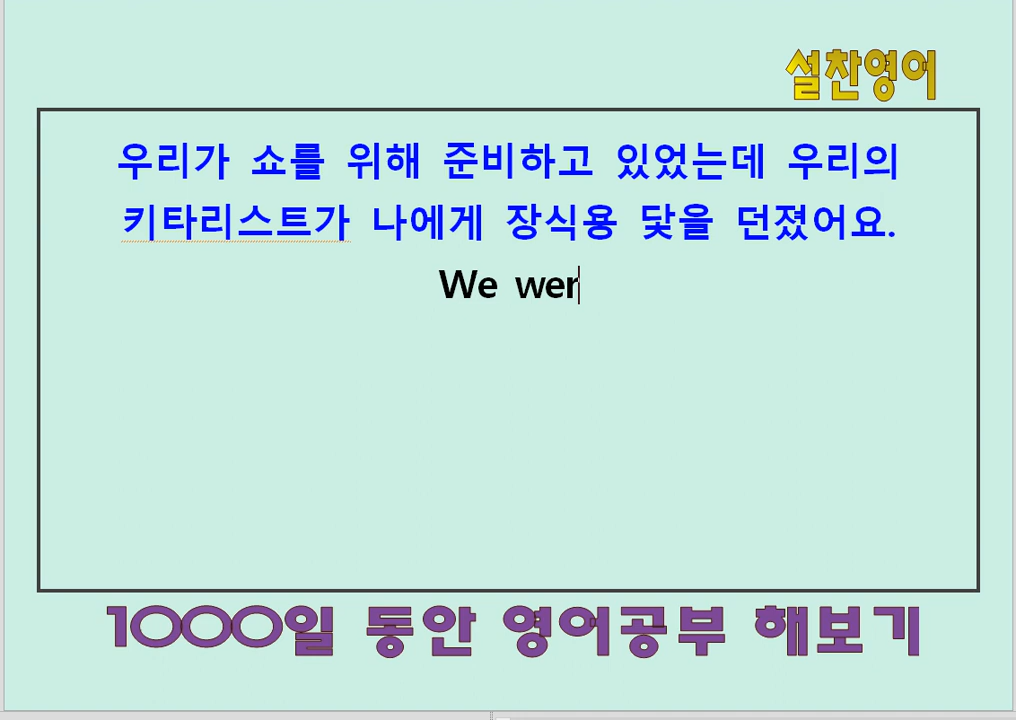 설찬영어
우리가 쇼를 위해 준비하고 있었는데 우리의
키타리스트가 나에게 장식용 닻을 던졌어요.
We wer
1000일 동안 영어공부 해보기